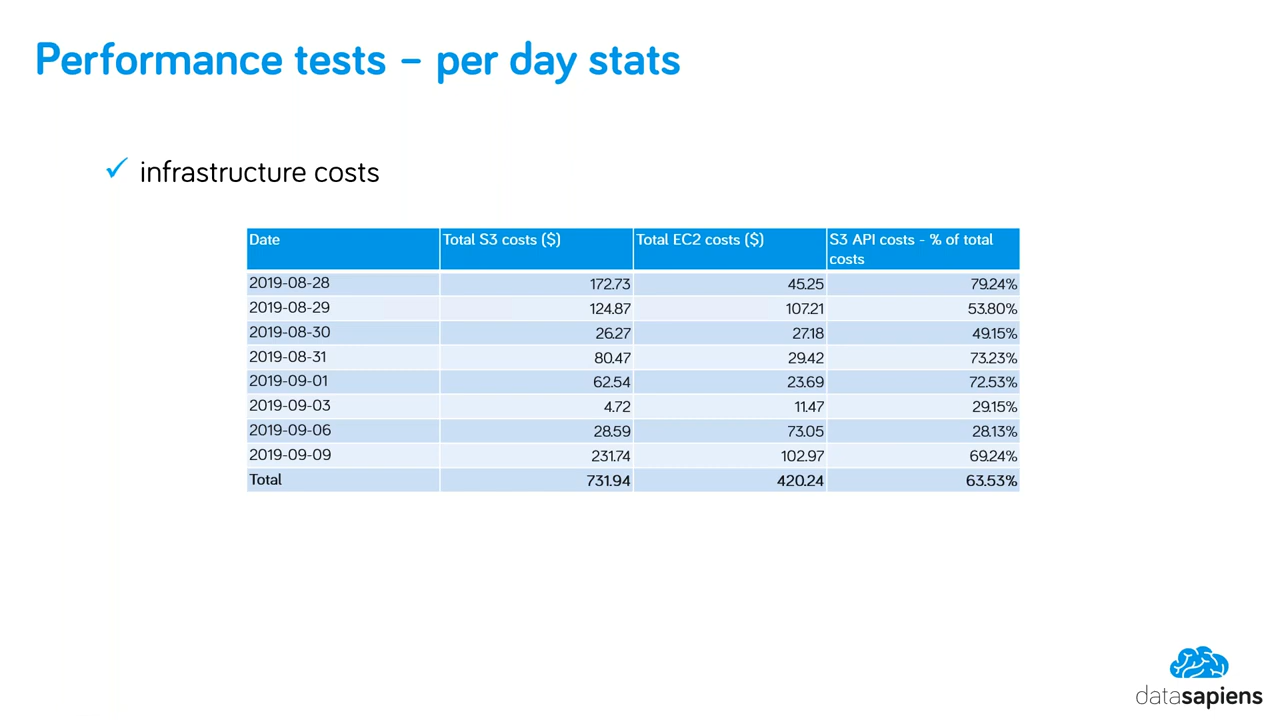 Performance tests – per day stats
✓ infrastructure costs
Date Total S3 costs ($) Total EC2 costs ($) S3 API costs - % of total costs
2019-08-28 172.73 45.25 79.24%
2019-08-29 124.87 107.21 53.80%
2019-08-30 26.27 27.18 49.15%
2019-08-31 80.47 29.42 73.23%
2019-09-01 62.54 23.69 72.53%
2019-09-03 4.72 11.47 29.15%
2019-09-06 28.59 73.05 28.13%
2019-09-09 231.74 102.97 69.24%
Total 731.94 420.24 63.53%
datasapiens